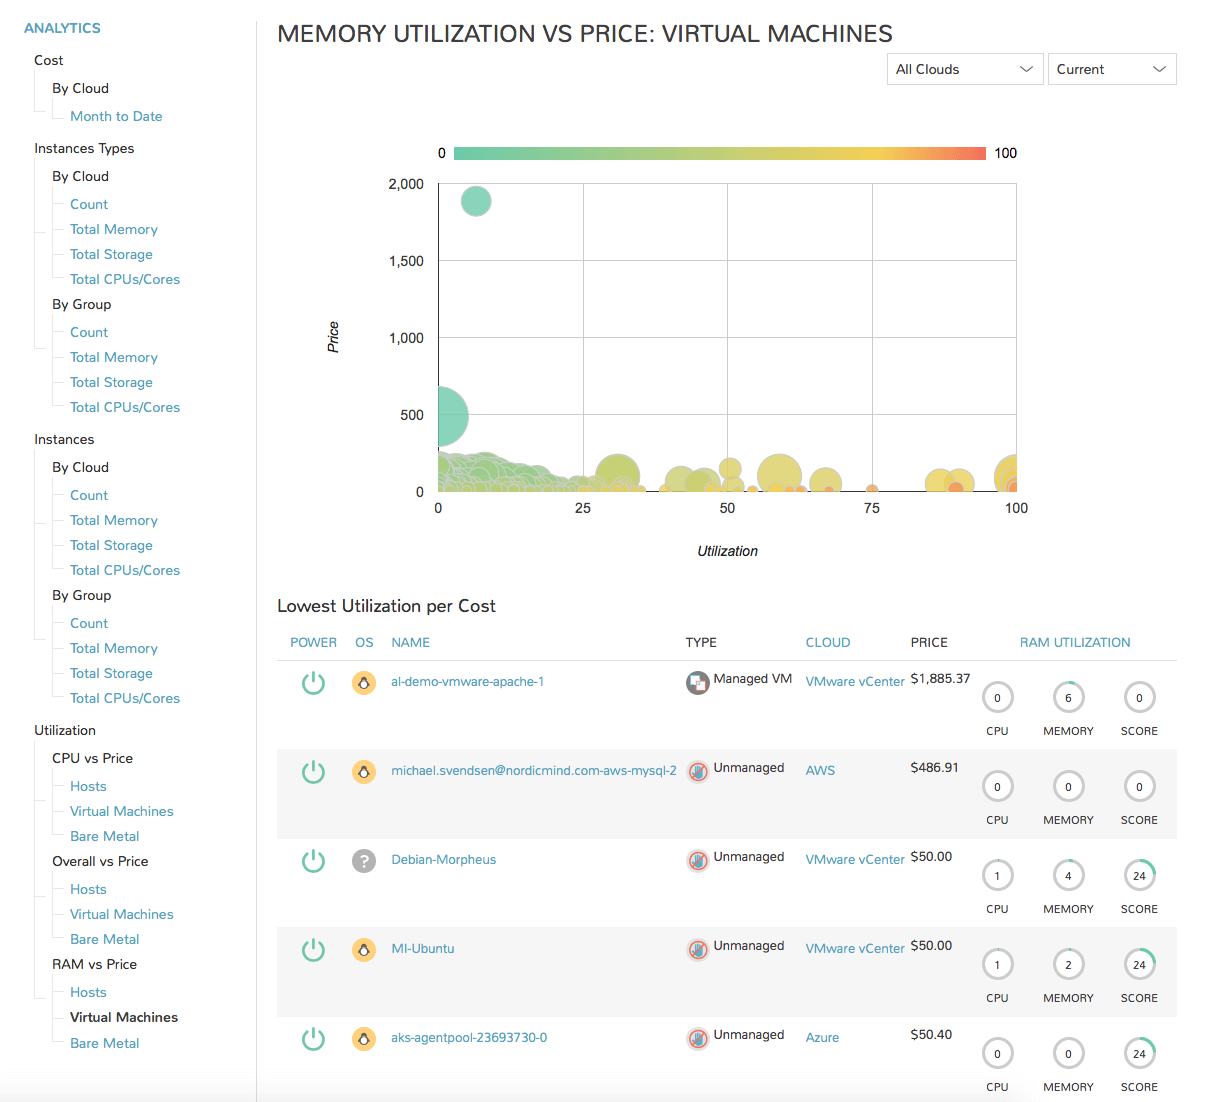 ANALYTICS
Cost
By Cloud
Month to Date
Instances Types
By Cloud
Count
Total Memory
Total Storage
Total CPUs/Cores
By Group
Count
Total Memory
Total Storage
Total CPUs/Cores
Instances
By Cloud
Count
Total Memory
Total Storage
Total CPUs/Cores
By Group
Count
Total Memory
Total Storage
Total CPUs/Cores
Utilization
CPU vs Price
Hosts
Virtual Machines
Bare Metal
Overall vs Price
Hosts
Virtual Machines
Bare Metal
RAM vs Price
Hosts
Virtual Machines
Bare Metal
MEMORY UTILIZATION VS PRICE: VIRTUAL MACHINES
All Clouds Current
0 100
2,000
1,500
1,000
500
0
Price
0 25 50 75 100
Utilization
Lowest Utilization per Cost
POWER OS NAME TYPE CLOUD PRICE RAM UTILIZATION
al-demo-vmware-apache-1 Managed VM VMware vCenter $1,885.37
0 6 0
CPU MEMORY SCORE
michael.svendsen@nordicmind.com-aws-mysql-2 Unmanaged AWS $486.91
0 0 0
CPU MEMORY SCORE
? Debian-Morpheus Unmanaged VMware vCenter $50.00
1 4 24
CPU MEMORY SCORE
MI-Ubuntu Unmanaged VMware vCenter $50.00
1 2 24
CPU MEMORY SCORE
aks-agentpool-23693730-0 Unmanaged Azure $50.40
0 0 24
CPU MEMORY SCORE